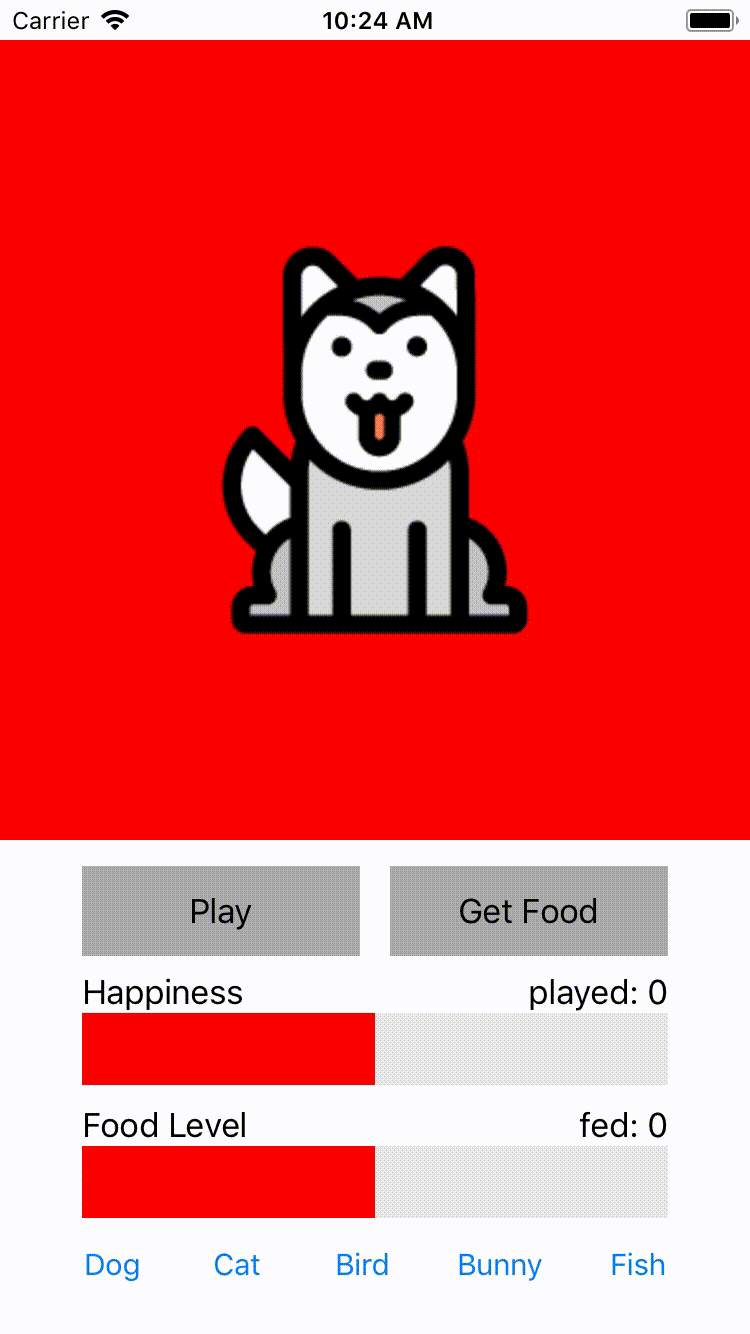 Carrier 10:24 AM
Play Get Food
Happiness played: 0
Food Level fed: 0
Dog Cat Bird Bunny Fish